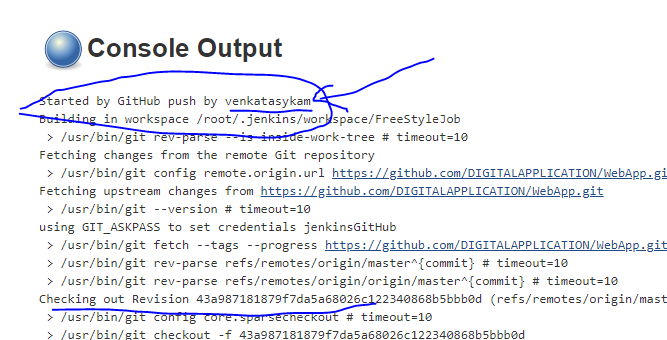 Console Output
Started by GitHub push by venkatasykam
Building in workspace /root/.jenkins/workspace/FreeStyleJob
> /usr/bin/git rev-parse --is-inside-work-tree # timeout=10
Fetching changes from the remote Git repository
> /usr/bin/git config remote.origin.url https://github.com/DIGITALAPPLICATION/WebApp.gi
Fetching upstream changes from https://github.com/DIGITALAPPLICATION/WebApp.git
> /usr/bin/git --version # timeout=10
using GIT_ASKPASS to set credentials jenkinsGitHub
> /usr/bin/git fetch --tags --progress https://github.com/DIGITALAPPLICATION/WebApp.git
> /usr/bin/git rev-parse refs/remotes/origin/master^{commit} # timeout=10
> /usr/bin/git rev-parse refs/remotes/origin/origin/master^{commit} # timeout=10
Checking out Revision 43a987181879f7da5a68026c122340868b5bbb0d (refs/remotes/origin/mast
> /usr/bin/git config core.sparsecheckout # timeout=10
> /usr/bin/git checkout -f 43a987181879f7da5a68026c122340868b5bbb0d